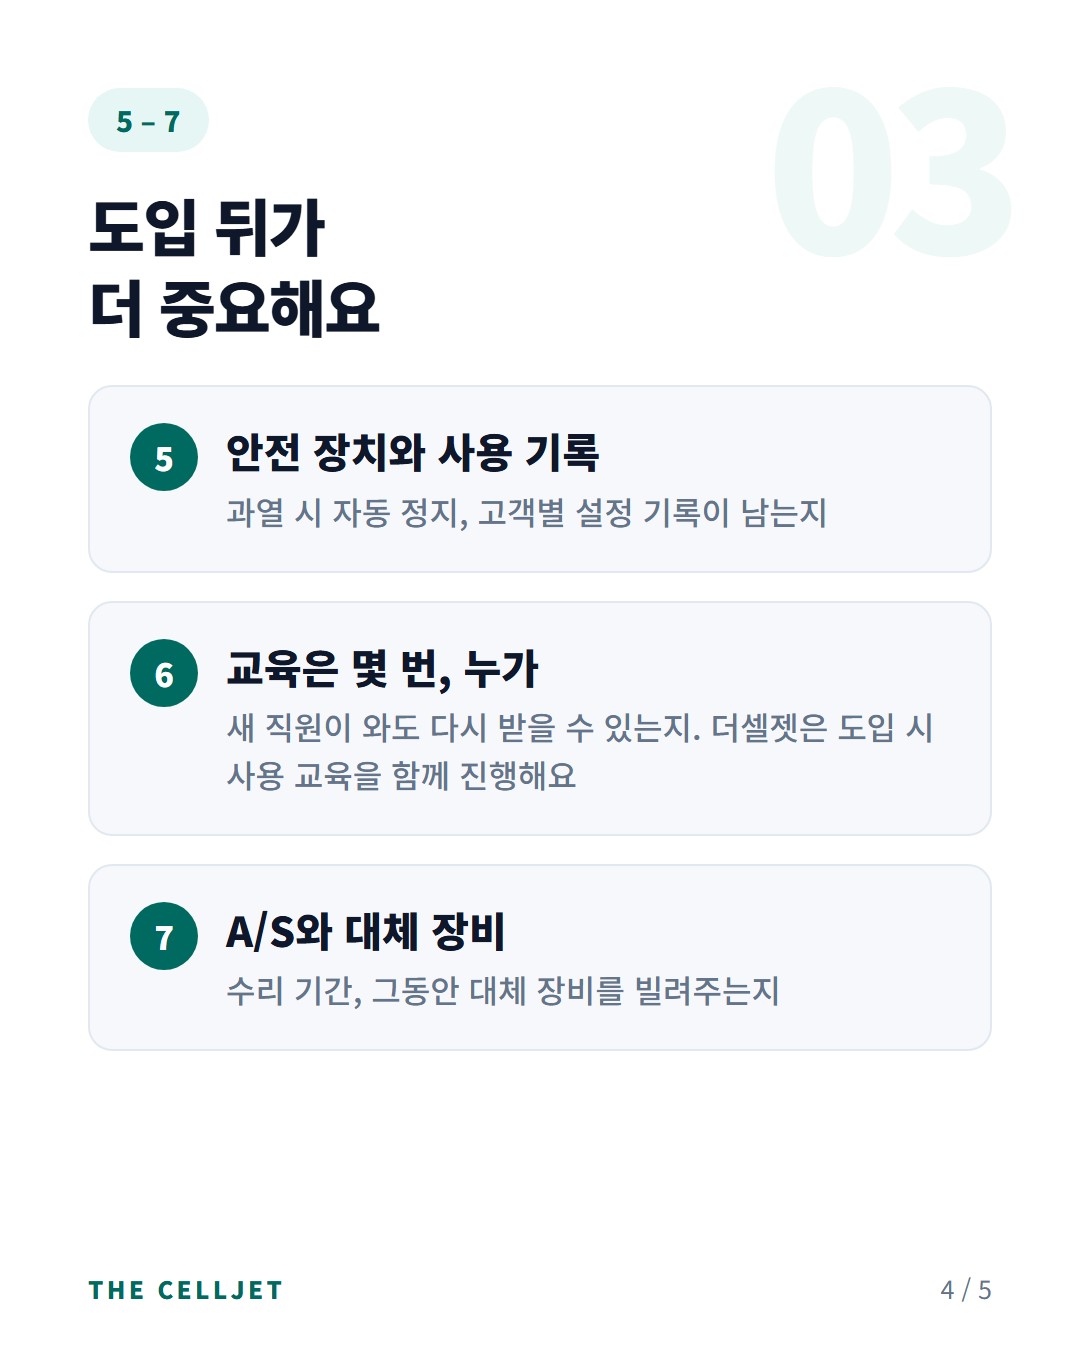 5 – 7
03
도입 뒤가
더 중요해요
5
안전 장치와 사용 기록
과열 시 자동 정지, 고객별 설정 기록이 남는지
6
교육은 몇 번, 누가
새 직원이 와도 다시 받을 수 있는지. 더셀젯은 도입 시
사용 교육을 함께 진행해요
7
A/S와 대체 장비
수리 기간, 그동안 대체 장비를 빌려주는지
THE CELLJET
4 / 5